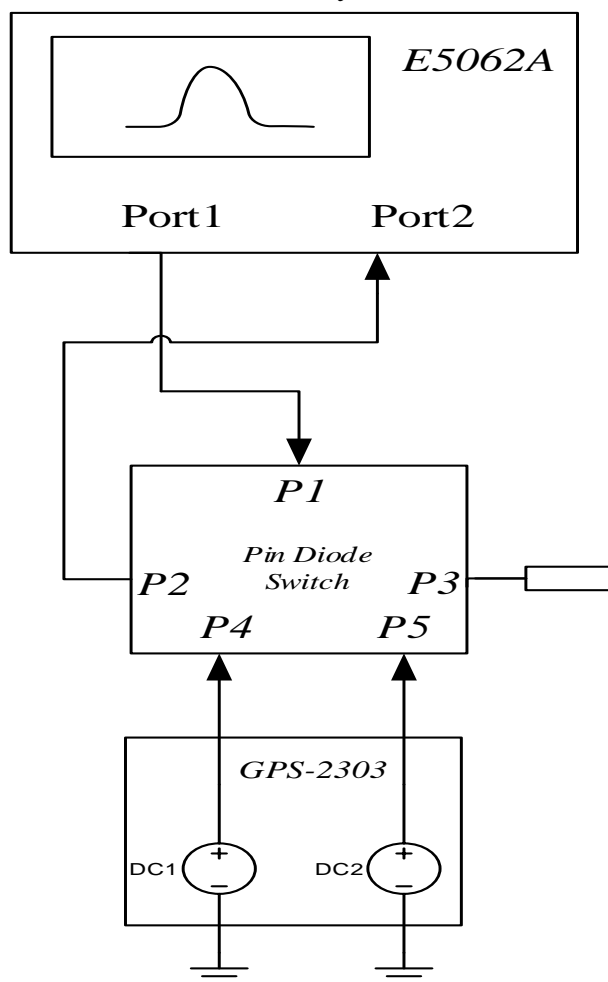 E5062A
Port1 Port2
P1
Pin Diode
Switch
P2 P3
P4 P5
GPS-2303
DC1 DC2